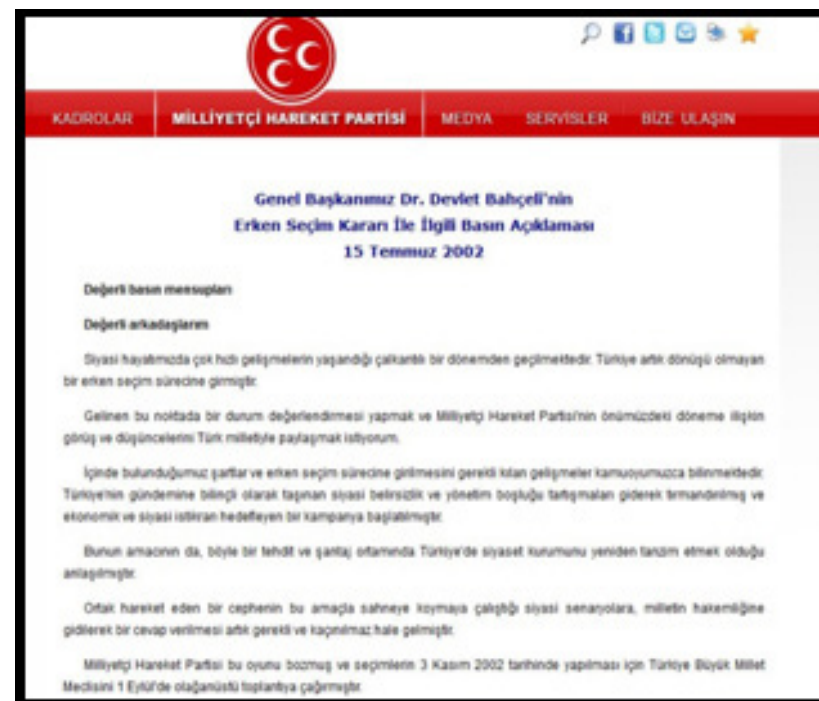 KADROLAR MİLLİYETÇİ HAREKET PARTİSİ MEDYA SERVİSLER BİZE ULAŞIN
Genel Başkanımız Dr. Devlet Bahçeli'nin
Erken Seçim Kararı İle İlgili Basın Açıklaması
15 Temmuz 2002
Değerli basın mensupları
Değerli arkadaşlarım
Siyasi hayatımızda çok hızlı gelişmelerin yaşandığı çalkantılı bir dönemden geçilmektedir. Türkiye artık dönüşü olmayan
bir erken seçim sürecine girmiştir.
Gelinen bu noktada bir durum değerlendirmesi yapmak ve Milliyetçi Hareket Partisi'nin önümüzdeki döneme ilişkin
görüş ve düşüncelerini Türk milletiyle paylaşmak istiyorum.
İçinde bulunduğumuz şartlar ve erken seçim sürecine girilmesini gerekli kılan gelişmeler kamuoyumuzca bilinmektedir.
Türkiye'nin gündemine bilinçli olarak taşınan siyasi belirsizlik ve yönetim boşluğu tartışmaları giderek tırmandırılmış ve
ekonomik ve siyasi istikrarı hedefleyen bir kampanya başlatılmıştır.
Bunun amacının da, böyle bir tehdit ve şantaj ortamında Türkiye'de siyaset kurumunu yeniden tanzim etmek olduğu
anlaşılmıştır.
Ortak hareket eden bir cephenin bu amaçla sahneye koymaya çalıştığı siyasi senaryolara, milletin hakemliğine
gidilerek bir cevap verilmesi artık gerekli ve kaçınılmaz hale gelmiştir.
Milliyetçi Hareket Partisi bu oyunu bozmuş ve seçimlerin 3 Kasım 2002 tarihinde yapılması için Türkiye Büyük Millet
Meclisini 1 Eylül'de olağanüstü toplantıya çağırmıştır.